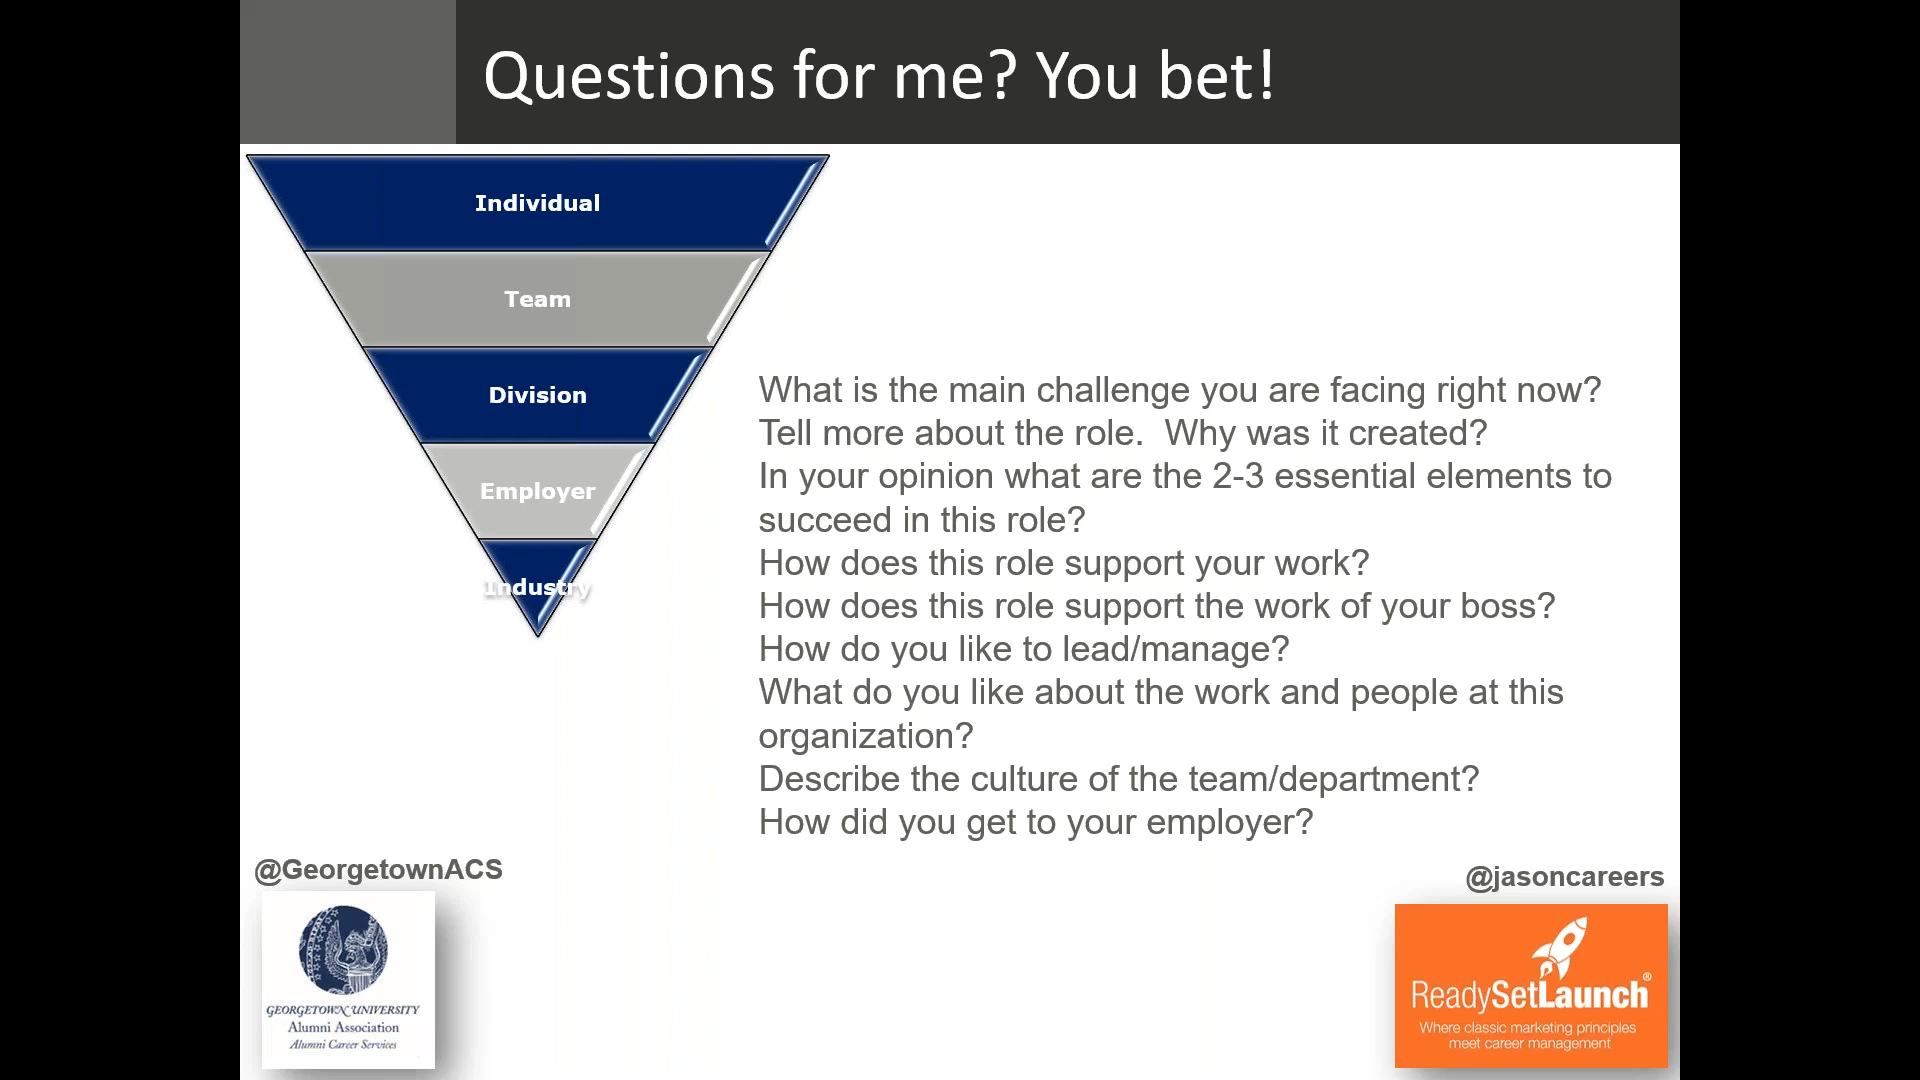 Questions for me? You bet!
Individual
Team
Division
Employer
Industry
What is the main challenge you are facing right now?
Tell more about the role.  Why was it created?
In your opinion what are the 2-3 essential elements to
succeed in this role?
How does this role support your work?
How does this role support the work of your boss?
How do you like to lead/manage?
What do you like about the work and people at this
organization?
Describe the culture of the team/department?
How did you get to your employer?
@GeorgetownACS
GEORGETOWN UNIVERSITY
Alumni Association
Alumni Career Services
@jasoncareers
ReadySetLaunch®
Where classic marketing principles
meet career management